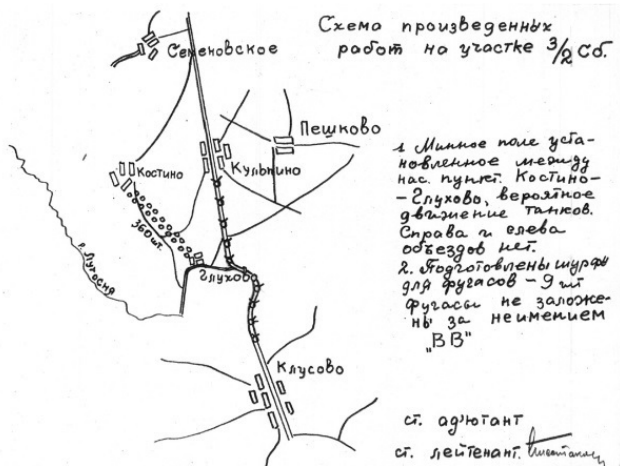 Схема произведенных
работ на участке 3/2 Сб.
Семеновское
Пешково
Костино
Кульпино
360 шт.
р. Лутосня
Глухово
Клусово
1 Минное поле уста-
новленное между
нас. пункт. Костино-
-Глухово, вероятное
движение танков.
Справа и слева
объездов нет.
2. Подготовлены шурфы
для фугасов - 9 шт
фугасы не заложе-
ны за неимением
"ВВ"
ст. адъютант
ст. лейтенант.